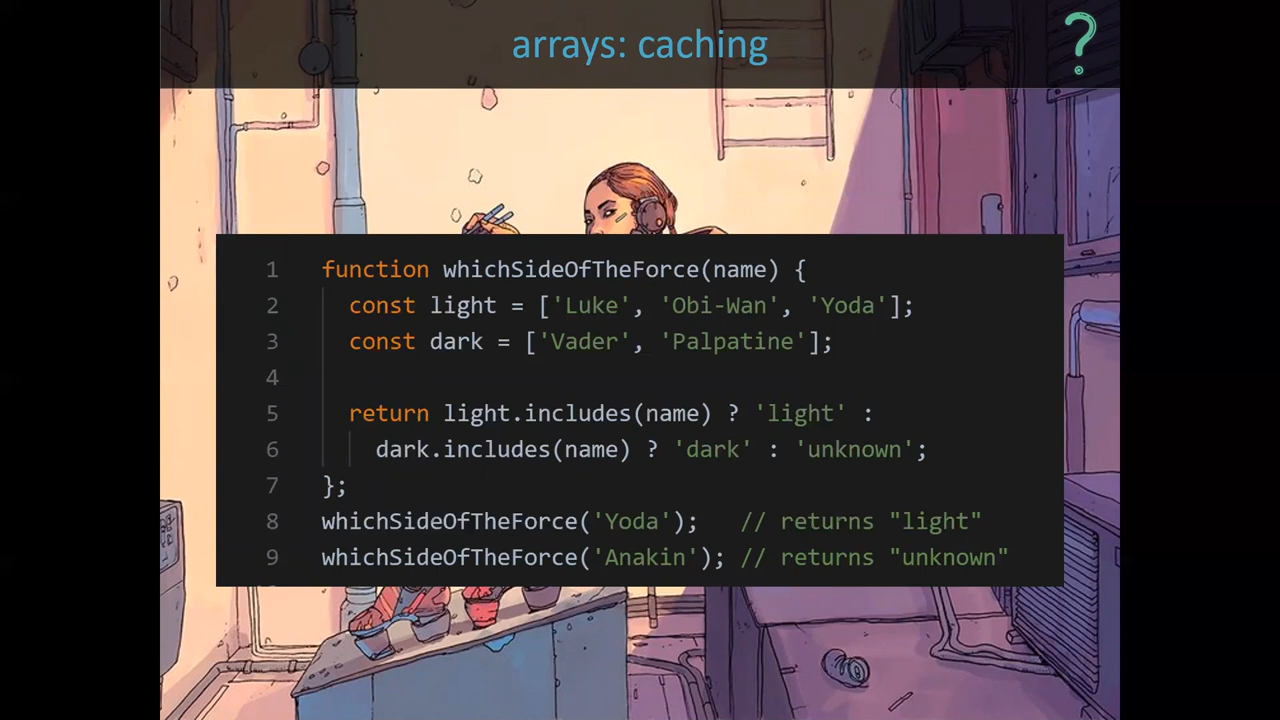 arrays: caching
?
1 function whichSideOfTheForce(name) {
2 const light = ['Luke', 'Obi-Wan', 'Yoda'];
3 const dark = ['Vader', 'Palpatine'];
4
5 return light.includes(name) ? 'light' :
6 dark.includes(name) ? 'dark' : 'unknown';
7 };
8 whichSideOfTheForce('Yoda'); // returns "light"
9 whichSideOfTheForce('Anakin'); // returns "unknown"